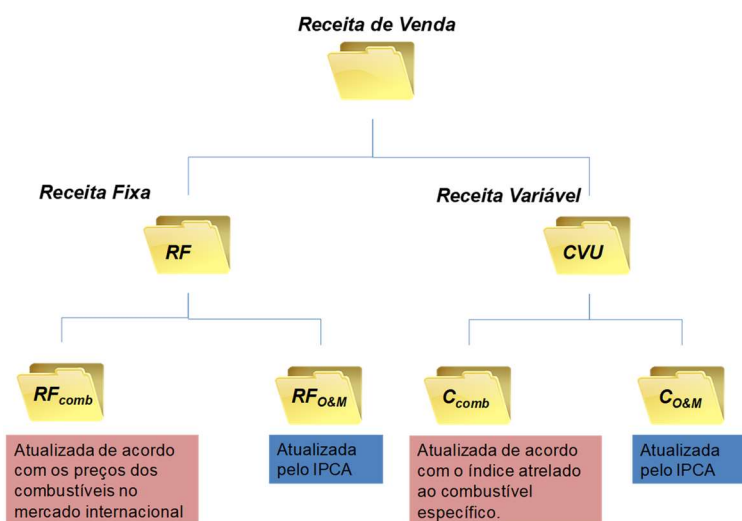 Receita de Venda
Receita Fixa
Receita Variável
RF
CVU
RFcomb
RFO&M
Ccomb
CO&M
Atualizada de acordo
com os preços dos
combustíveis no
mercado internacional
Atualizada
pelo IPCA
Atualizada de acordo
com o índice atrelado
ao combustível
específico.
Atualizada
pelo IPCA